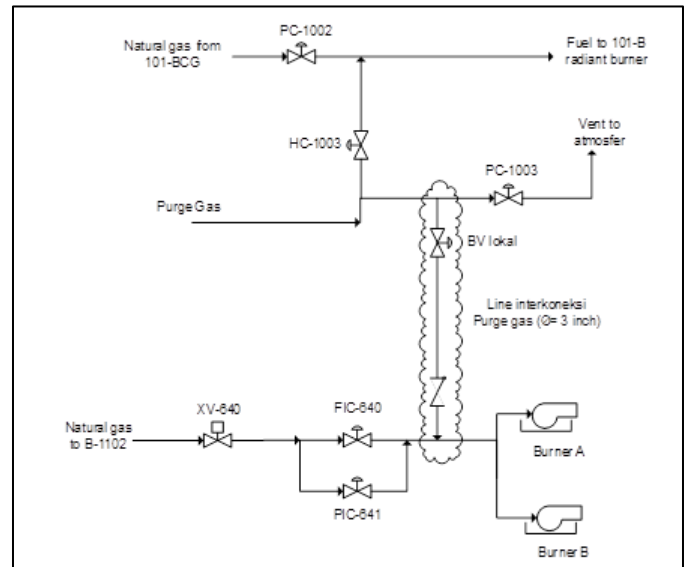 PC-1002
Natural gas fom
101-BCG
Fuel to 101-B
radiant burner
HC-1003
Vent to
atmosfer
PC-1003
Purge Gas
BV lokal
Line interkoneksi
Purge gas (Ø= 3 inch)
XV-640
FIC-640
Natural gas
to B-1102
Burner A
PIC-641
Burner B